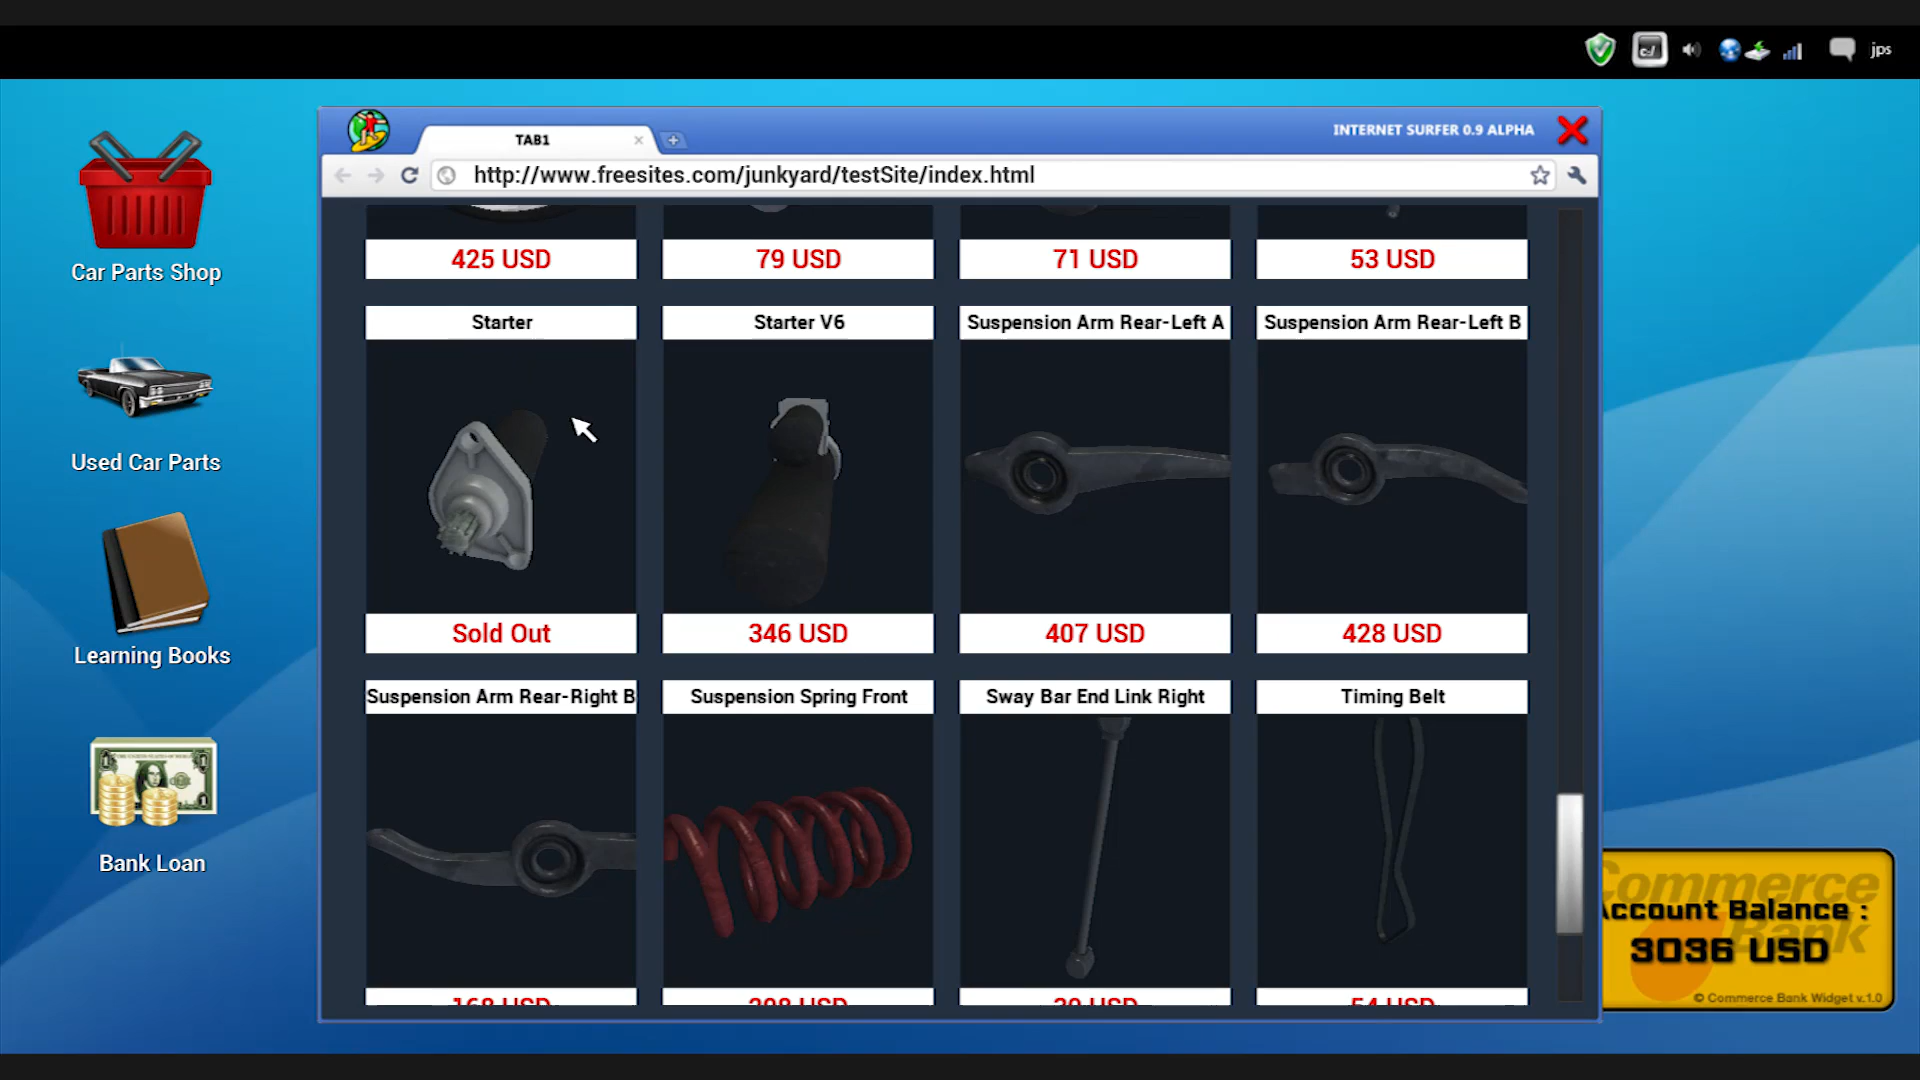 jps
TAB1
INTERNET SURFER 0.9 ALPHA
http://www.freesites.com/junkyard/testSite/index.html
Car Parts Shop
Used Car Parts
Learning Books
Bank Loan
425 USD
79 USD
71 USD
53 USD
Starter
Starter V6
Suspension Arm Rear-Left A
Suspension Arm Rear-Left B
Sold Out
346 USD
407 USD
428 USD
Suspension Arm Rear-Right B
Suspension Spring Front
Sway Bar End Link Right
Timing Belt
USD
USD
USD
USD
Commerce
Bank
Account Balance :
3036 USD
© Commerce Bank Widget v.1.0